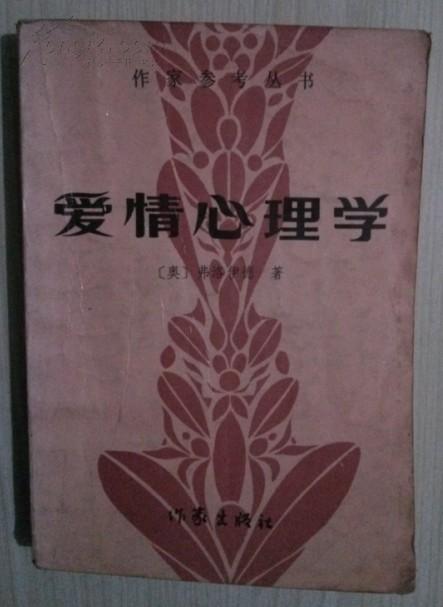 作家参考丛书
爱情心理学
〔奥〕弗洛伊德 著
作家出版社